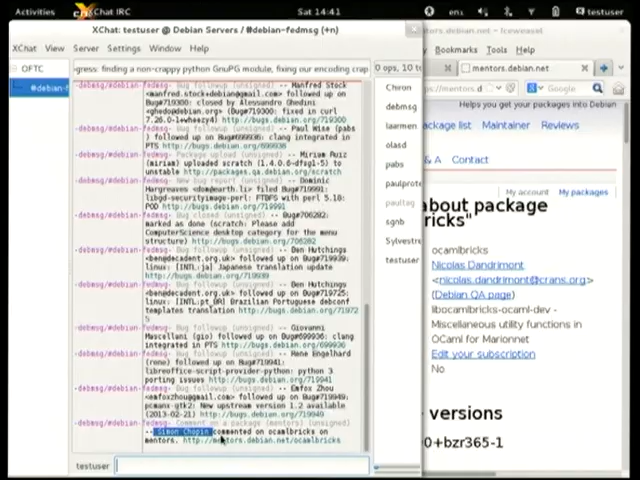 Activities
XChat IRC
Sat 14:41
en1
testuser
XChat: testuser @ Debian Servers / #debian-fedmsg (+n)
XChat View Server Settings Window Help
OFTC
#debian-f
gress: finding a non-crappy python GnuPG module, fixing our encoding crap
0 ops, 10 t
-debmsg/#debian-fedmsg- Bug followup (unsigned) -- Manfred Stock
<manfred.stock+debian@gmail.com> followed up on
Bug#719300: closed by Alessandro Ghedini
<ghedo@debian.org> (Bug#719300: fixed in curl
7.26.0-1+wheezy4) http://bugs.debian.org/719300
-debmsg/#debian-fedmsg- Bug followup (unsigned) -- Paul Wise (pabs
) followed up on Bug#699936: clang integrated in
PTS http://bugs.debian.org/699936
-debmsg/#debian-fedmsg- Package upload (unsigned) -- Miriam Ruiz
(miriam) uploaded scratch (1.4.0.6~dfsg1-5) to
unstable http://packages.qa.debian.org/scratch
-debmsg/#debian-fedmsg- New bug report (unsigned) -- Dominic
Hargreaves <dom@earth.li> filed Bug#719991:
libgd-securityimage-perl: FTBFS with perl 5.18:
POD http://bugs.debian.org/719991
-debmsg/#debian-fedmsg- Bug closed (unsigned) -- Bug#706282:
marked as done (scratch: Please add
ComputerScience desktop category for the menu
structure) http://bugs.debian.org/706282
-debmsg/#debian-fedmsg- Bug followup (unsigned) -- Ben Hutchings
<ben@decadent.org.uk> followed up on Bug#719939:
linux: [INTL:ja] Japanese translation update
http://bugs.debian.org/719939
-debmsg/#debian-fedmsg- Bug followup (unsigned) -- Ben Hutchings
<ben@decadent.org.uk> followed up on Bug#719725:
linux: [INTL:pt_BR] Brazilian Portuguese debconf
templates translation http://bugs.debian.org/71972
5
-debmsg/#debian-fedmsg- Bug followup (unsigned) -- Giovanni
Mascellani (gio) followed up on Bug#699936: clang
integrated in PTS http://bugs.debian.org/699936
-debmsg/#debian-fedmsg- Bug followup (unsigned) -- Rene Engelhard
(rene) followed up on Bug#719941:
libreoffice-script-provider-python: python 3
porting issues http://bugs.debian.org/719941
-debmsg/#debian-fedmsg- Bug followup (unsigned) -- Emfox Zhou
<emfoxzhou@gmail.com> followed up on Bug#719949:
pcmanx-gtk2: New upstream version 1.2 available
(2013-02-21) http://bugs.debian.org/719949
-debmsg/#debian-fedmsg- Comment on a package (mentors) (unsigned)
-- Simon Chopin commented on ocamlbricks on
mentors. http://mentors.debian.net/ocamlbricks
testuser
Chiron
debmsg
laarmen
olasd
pabs
paulprote
paultag
sgnb
Sylvestre
testuser
mentors.debian.net - Iceweasel
Bookmarks Tools Help
mentors.debian.net
Google
Helps you get your packages into Debian
ckage list Maintainer Reviews
& A Contact
My account My packages
about package
ricks"
ocamlbricks
Nicolas Dandrimont
<nicolas.dandrimont@crans.org>
(Debian QA page)
libocamlbricks-ocaml-dev -
Miscellaneous utility functions in
OCaml for Marionnet
Edit your subscription
No
versions
0+bzr365-1